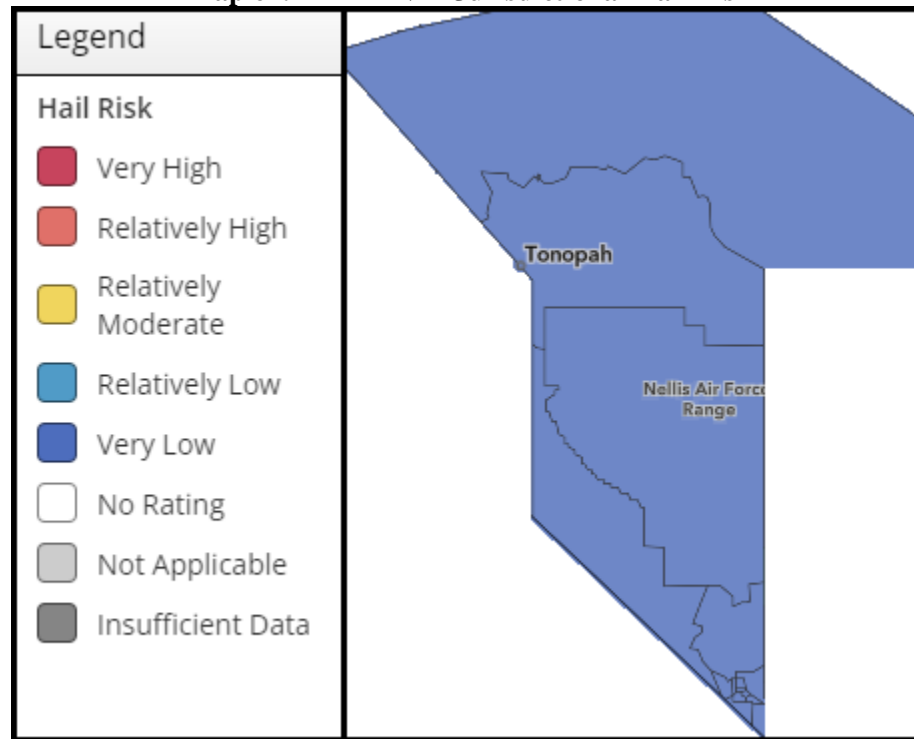 Legend
Hail Risk
Very High
Relatively High
Relatively
Moderate
Relatively Low
Very Low
No Rating
Not Applicable
Insufficient Data
Tonopah
Nellis Air Force
Range